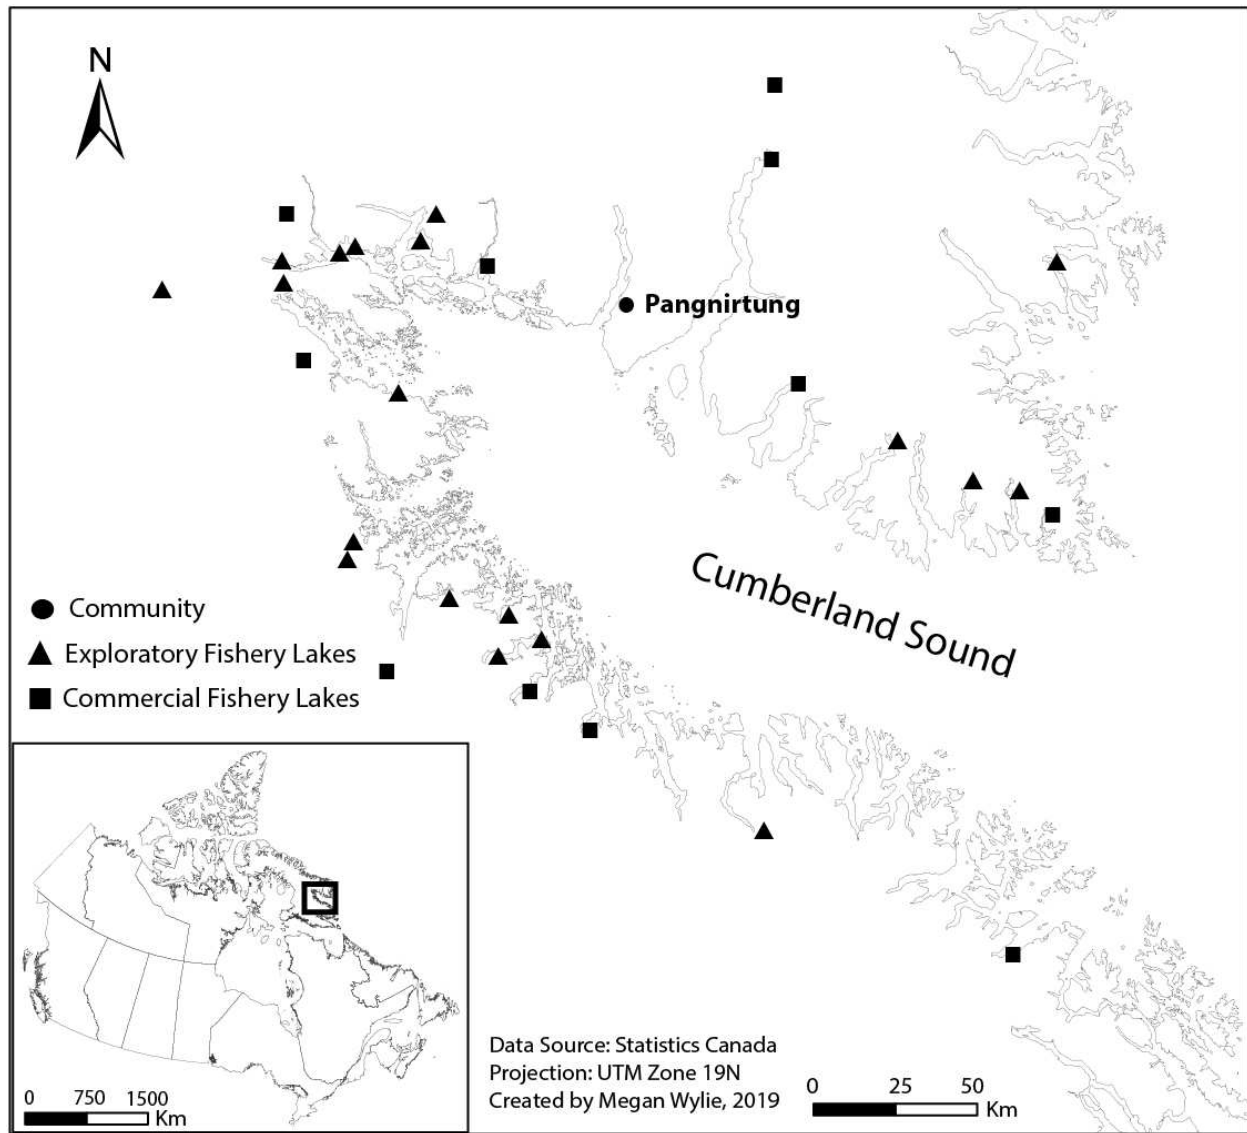 N
Pangnirtung
Cumberland Sound
Community
Exploratory Fishery Lakes
Commercial Fishery Lakes
0 750 1500
Km
Data Source: Statistics Canada
Projection: UTM Zone 19N
Created by Megan Wylie, 2019
0 25 50
Km